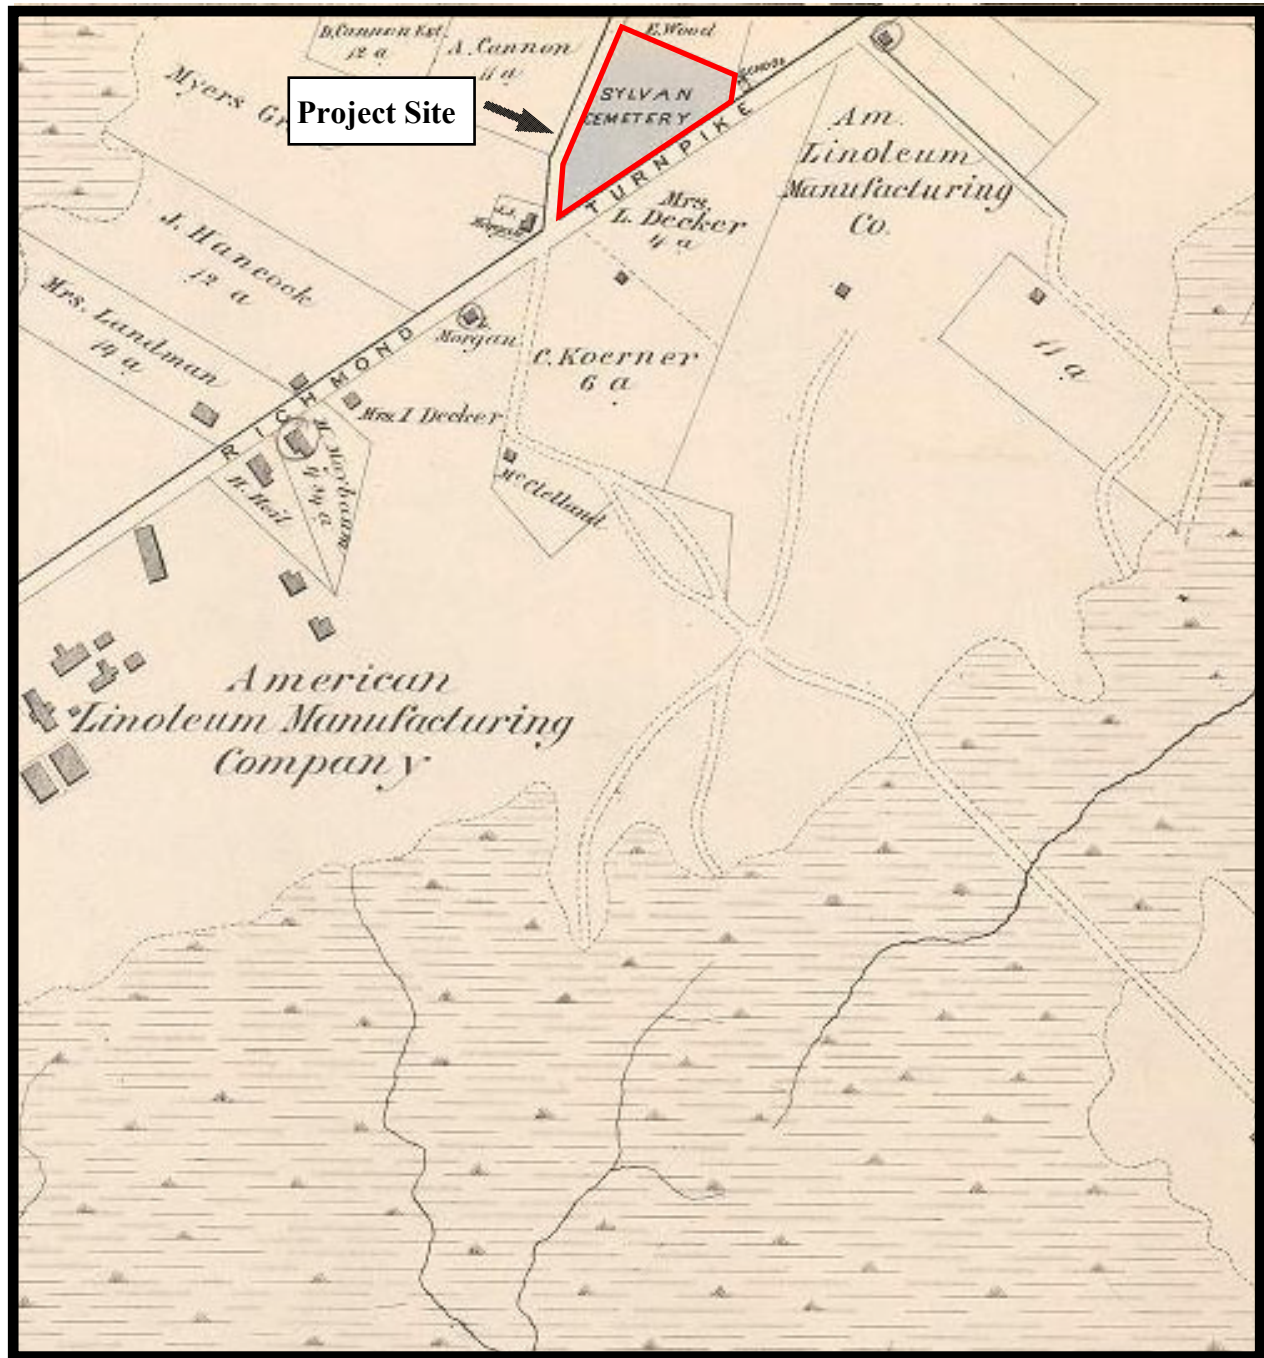 D. Cannon Est.
12 a
A. Cannon
11 a
E. Wood
Myers
Project Site
SYLVAN
CEMETERY
SCHOOL
RICHMOND TURNPIKE
Am.
Linoleum
Manufacturing
Co.
Mrs.
L. Decker
4 a
J. Hancock
12 a
Mrs. Landman
14 a
Morgan
Morgan
C. Koerner
6 a
11 a
Mrs. I Decker
H. Heil
McClelland
American
Linoleum Manufacturing
Company